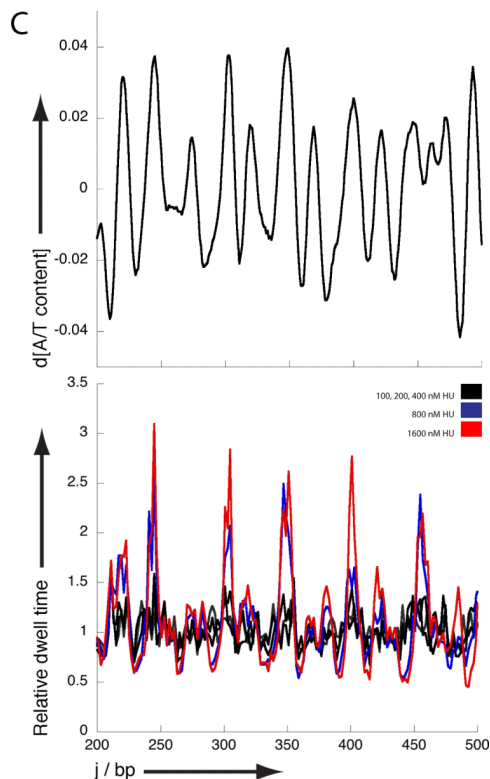 C
0.04
0.02
0
-0.02
-0.04
d[A/T content]
3.5
3
2.5
2
1.5
1
0.5
0
Relative dwell time
100, 200, 400 nM HU
800 nM HU
1600 nM HU
200
250
300
350
400
450
500
j / bp